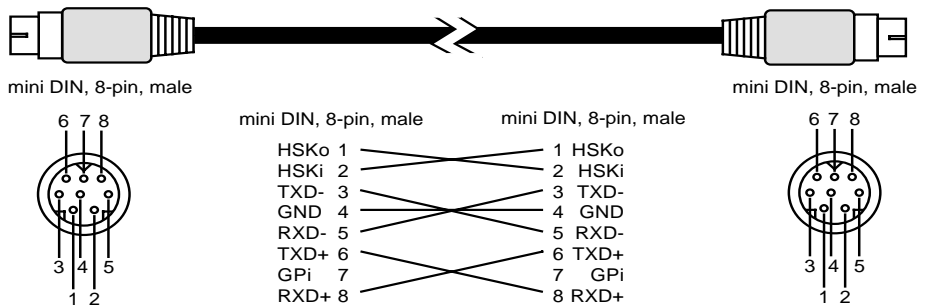 mini DIN, 8-pin, male
mini DIN, 8-pin, male
6 7 8
3 4 5
1 2
mini DIN, 8-pin, male
mini DIN, 8-pin, male
HSKo 1 1 HSKo
HSKi 2 2 HSKi
TXD- 3 3 TXD-
GND 4 4 GND
RXD- 5 5 RXD-
TXD+ 6 6 TXD+
GPi 7 7 GPi
RXD+ 8 8 RXD+
6 7 8
3 4 5
1 2